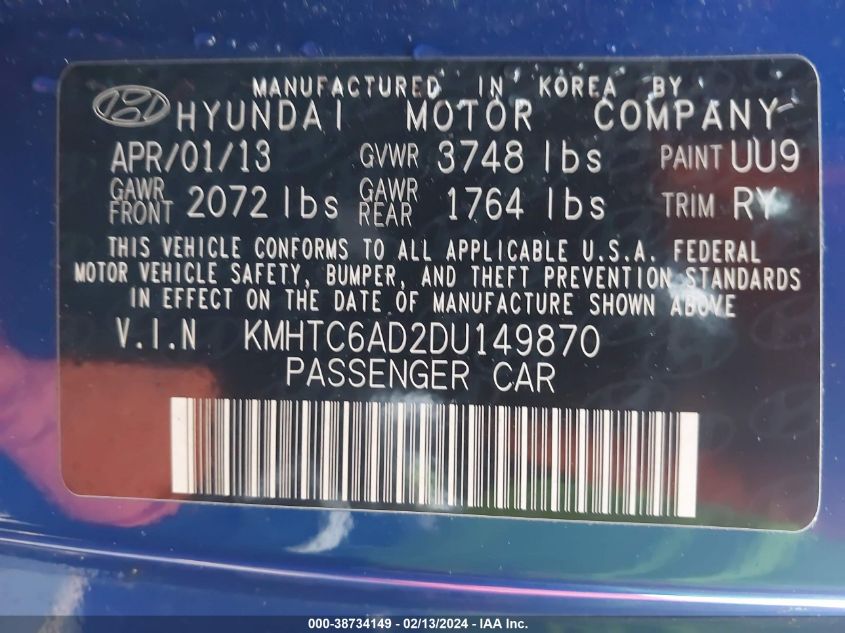 MANUFACTURED IN KOREA BY
HYUNDAI MOTOR COMPANY
APR/01/13 GVWR 3748 lbs PAINT UU9
GAWR FRONT 2072 lbs GAWR REAR 1764 lbs TRIM RY
THIS VEHICLE CONFORMS TO ALL APPLICABLE U.S.A. FEDERAL
MOTOR VEHICLE SAFETY, BUMPER, AND THEFT PREVENTION STANDARDS
IN EFFECT ON THE DATE OF MANUFACTURE SHOWN ABOVE
V.I.N KMHTC6AD2DU149870
PASSENGER CAR
000-38734149 - 02/13/2024 - IAA Inc.